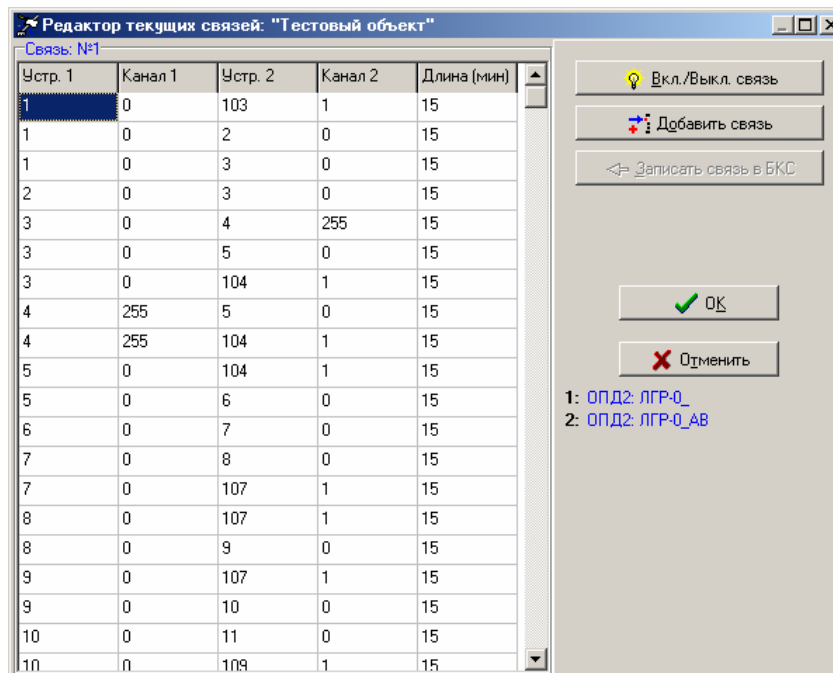 Редактор текущих связей: "Тестовый объект"
Связь: №1
Устр. 1 Канал 1 Устр. 2 Канал 2 Длина (мин)
1 0 103 1 15
1 0 2 0 15
1 0 3 0 15
2 0 3 0 15
3 0 4 255 15
3 0 5 0 15
3 0 104 1 15
4 255 5 0 15
4 255 104 1 15
5 0 104 1 15
5 0 6 0 15
6 0 7 0 15
7 0 8 0 15
7 0 107 1 15
8 0 107 1 15
8 0 9 0 15
9 0 107 1 15
9 0 10 0 15
10 0 11 0 15
10 0 109 1 15
Вкл./Выкл. связь
Добавить связь
Записать связь в БКС
OK
Отменить
1: ОПД2: ЛГР-0_
2: ОПД2: ЛГР-0_АВ